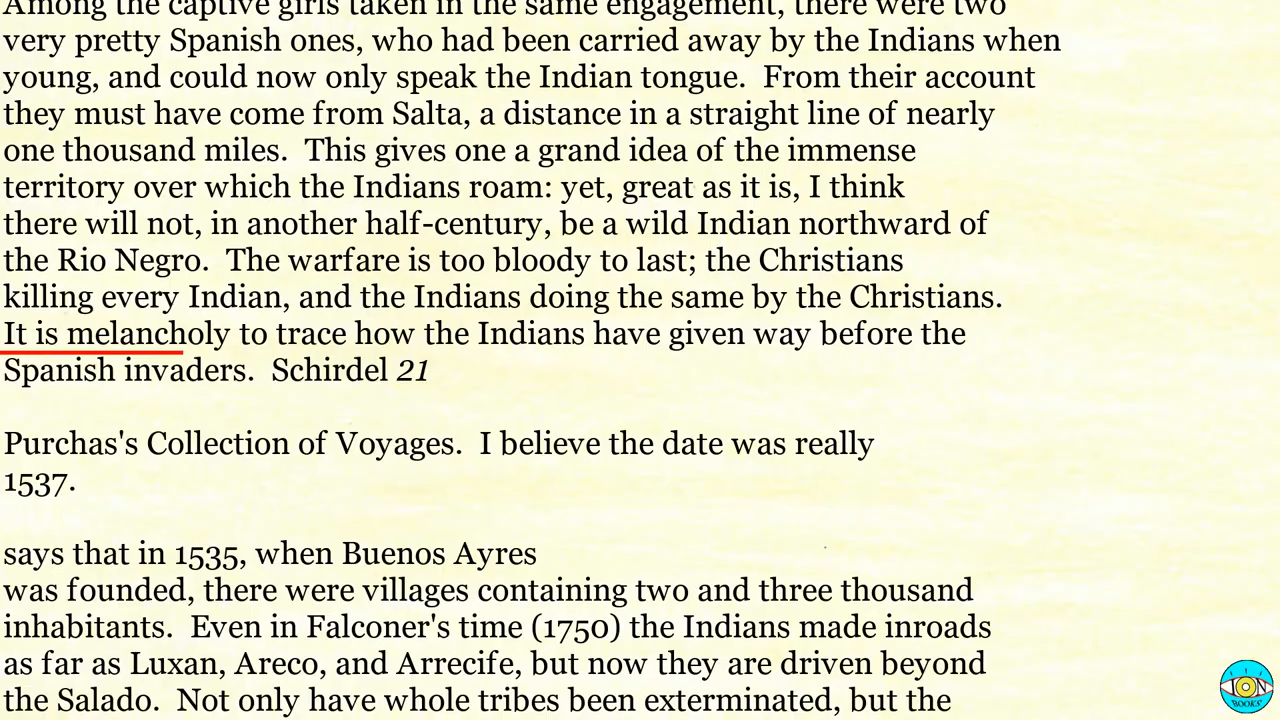 Among the captive girls taken in the same engagement, there were two
very pretty Spanish ones, who had been carried away by the Indians when
young, and could now only speak the Indian tongue.  From their account
they must have come from Salta, a distance in a straight line of nearly
one thousand miles.  This gives one a grand idea of the immense
territory over which the Indians roam: yet, great as it is, I think
there will not, in another half-century, be a wild Indian northward of
the Rio Negro.  The warfare is too bloody to last; the Christians
killing every Indian, and the Indians doing the same by the Christians.
It is melancholy to trace how the Indians have given way before the
Spanish invaders.  Schirdel 21
Purchas's Collection of Voyages.  I believe the date was really
1537.
says that in 1535, when Buenos Ayres
was founded, there were villages containing two and three thousand
inhabitants.  Even in Falconer's time (1750) the Indians made inroads
as far as Luxan, Areco, and Arrecife, but now they are driven beyond
the Salado.  Not only have whole tribes been exterminated, but the
ION
BOOKS